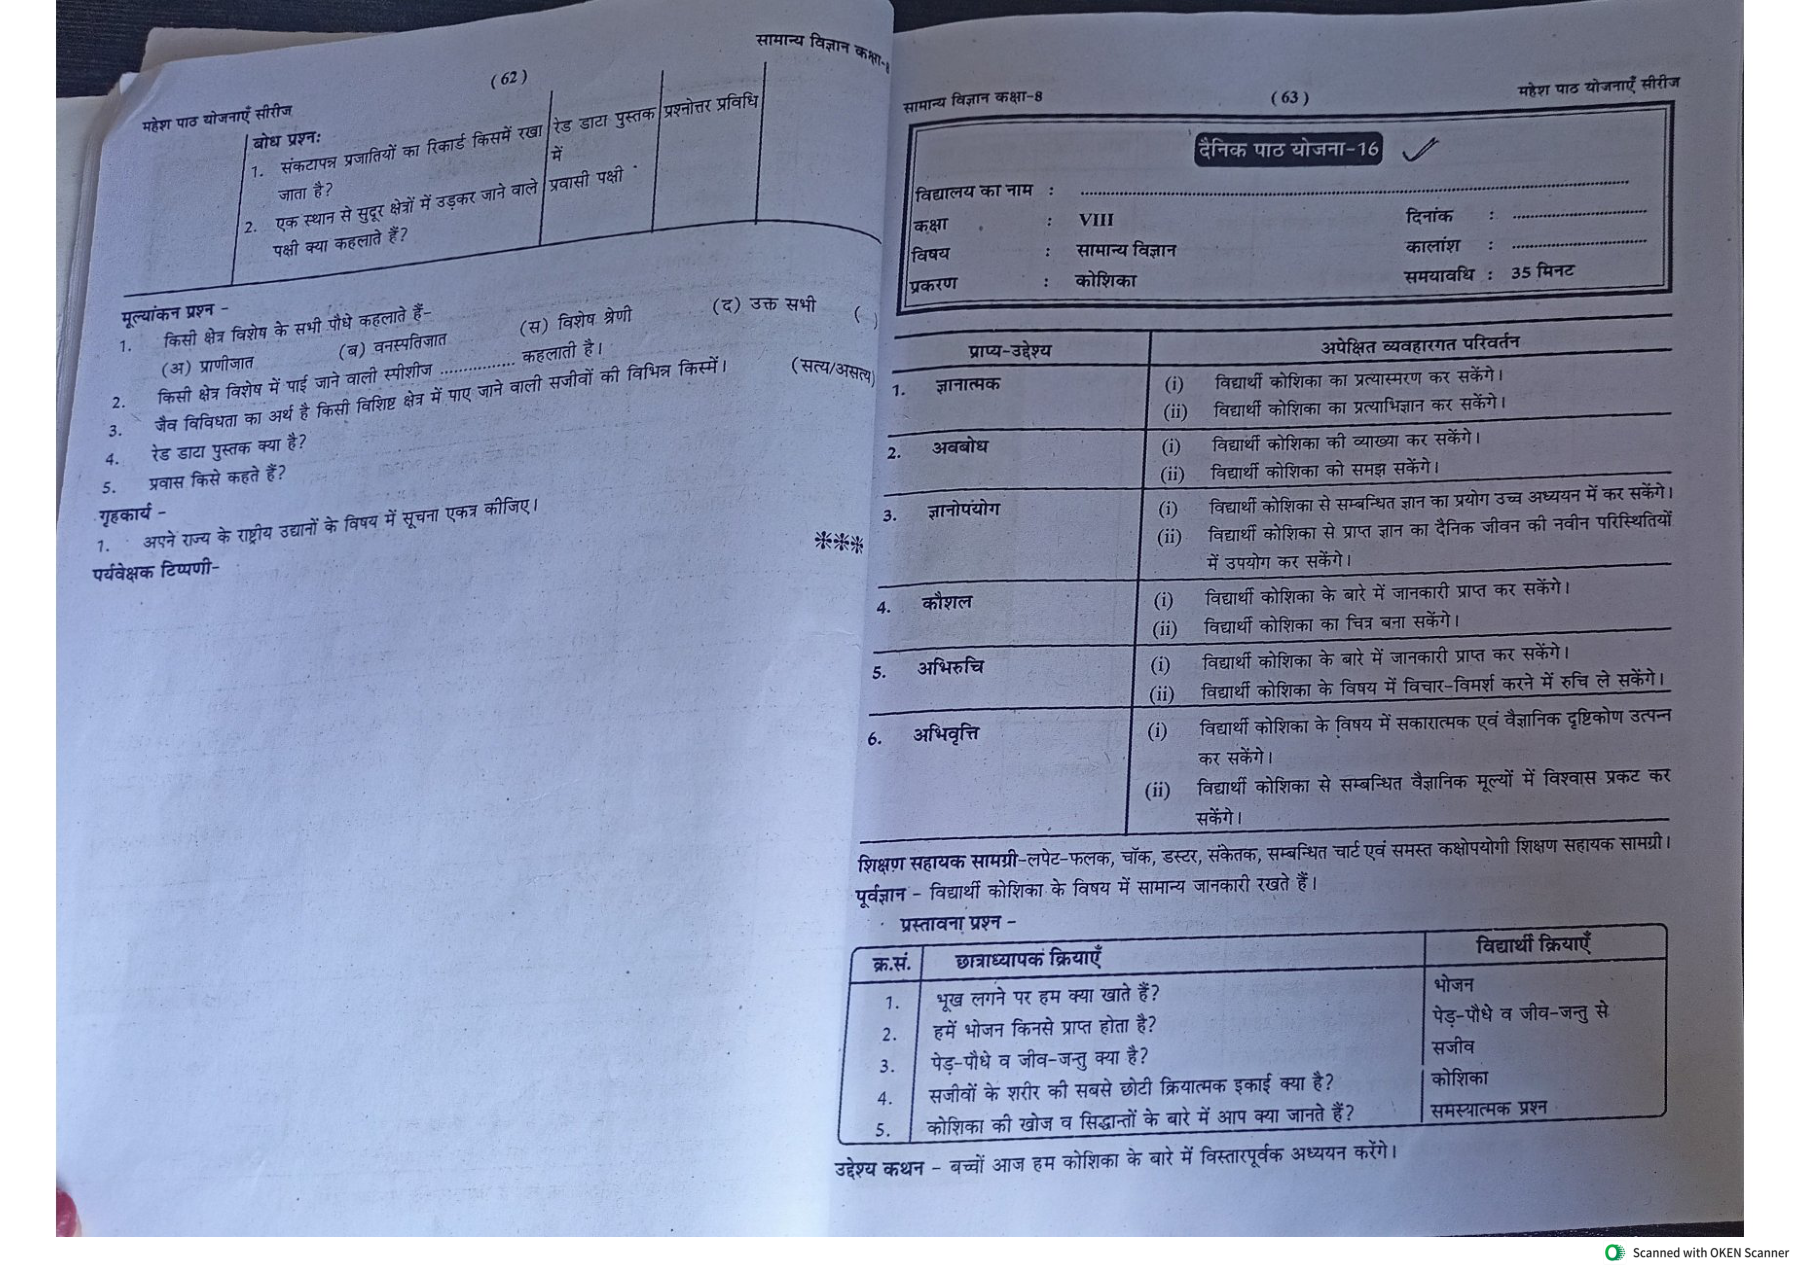 महेश पाठ योजनाएँ सीरीज (62) सामान्य विज्ञान कक्षा-8
बोध प्रश्न:
1. संकटापन्न प्रजातियों का रिकार्ड किसमें रखा रेड डाटा पुस्तक प्रश्नोत्तर प्रविधि
जाता है? में
2. एक स्थान से सुदूर क्षेत्रों में उड़कर जाने वाले प्रवासी पक्षी
पक्षी क्या कहलाते हैं?
मूल्यांकन प्रश्न -
1. किसी क्षेत्र विशेष के सभी पौधे कहलाते हैं-
(अ) प्राणीजात (ब) वनस्पतिजात (स) विशेष श्रेणी (द) उक्त सभी ( )
2. किसी क्षेत्र विशेष में पाई जाने वाली स्पीशीज ............... कहलाती है।
3. जैव विविधता का अर्थ है किसी विशिष्ट क्षेत्र में पाए जाने वाली सजीवों की विभिन्न किस्में। (सत्य/असत्य)
4. रेड डाटा पुस्तक क्या है?
5. प्रवास किसे कहते हैं?
गृहकार्य -
1. अपने राज्य के राष्ट्रीय उद्यानों के विषय में सूचना एकत्र कीजिए।
पर्यवेक्षक टिप्पणी-
सामान्य विज्ञान कक्षा-8 (63) महेश पाठ योजनाएँ सीरीज
दैनिक पाठ योजना-16
विद्यालय का नाम : ..............................
कक्षा : VIII दिनांक : ..............................
विषय : सामान्य विज्ञान कालांश : ..............................
प्रकरण : कोशिका समयावधि : 35 मिनट
प्राप्य-उद्देश्य अपेक्षित व्यवहारगत परिवर्तन
1. ज्ञानात्मक (i) विद्यार्थी कोशिका का प्रत्यास्मरण कर सकेंगे।
(ii) विद्यार्थी कोशिका का प्रत्याभिज्ञान कर सकेंगे।
2. अवबोध (i) विद्यार्थी कोशिका की व्याख्या कर सकेंगे।
(ii) विद्यार्थी कोशिका को समझ सकेंगे।
3. ज्ञानोपयोग (i) विद्यार्थी कोशिका से सम्बन्धित ज्ञान का प्रयोग उच्च अध्ययन में कर सकेंगे।
(ii) विद्यार्थी कोशिका से प्राप्त ज्ञान का दैनिक जीवन की नवीन परिस्थितियों
में उपयोग कर सकेंगे।
4. कौशल (i) विद्यार्थी कोशिका के बारे में जानकारी प्राप्त कर सकेंगे।
(ii) विद्यार्थी कोशिका का चित्र बना सकेंगे।
5. अभिरुचि (i) विद्यार्थी कोशिका के बारे में जानकारी प्राप्त कर सकेंगे।
(ii) विद्यार्थी कोशिका के विषय में विचार-विमर्श करने में रुचि ले सकेंगे।
6. अभिवृत्ति (i) विद्यार्थी कोशिका के विषय में सकारात्मक एवं वैज्ञानिक दृष्टिकोण उत्पन्न
कर सकेंगे।
(ii) विद्यार्थी कोशिका से सम्बन्धित वैज्ञानिक मूल्यों में विश्वास प्रकट कर
सकेंगे।
शिक्षण सहायक सामग्री-लपेट-फलक, चॉक, डस्टर, संकेतक, सम्बन्धित चार्ट एवं समस्त कक्षोपयोगी शिक्षण सहायक सामग्री।
पूर्वज्ञान - विद्यार्थी कोशिका के विषय में सामान्य जानकारी रखते हैं।
प्रस्तावना प्रश्न -
क्र.सं. छात्राध्यापक क्रियाएँ विद्यार्थी क्रियाएँ
1. भूख लगने पर हम क्या खाते हैं? भोजन
2. हमें भोजन किनसे प्राप्त होता है? पेड़-पौधे व जीव-जन्तु से
3. पेड़-पौधे व जीव-जन्तु क्या है? सजीव
4. सजीवों के शरीर की सबसे छोटी क्रियात्मक इकाई क्या है? कोशिका
5. कोशिका की खोज व सिद्धान्तों के बारे में आप क्या जानते हैं? समस्यात्मक प्रश्न
उद्देश्य कथन - बच्चों आज हम कोशिका के बारे में विस्तारपूर्वक अध्ययन करेंगे।
Scanned with OKEN Scanner